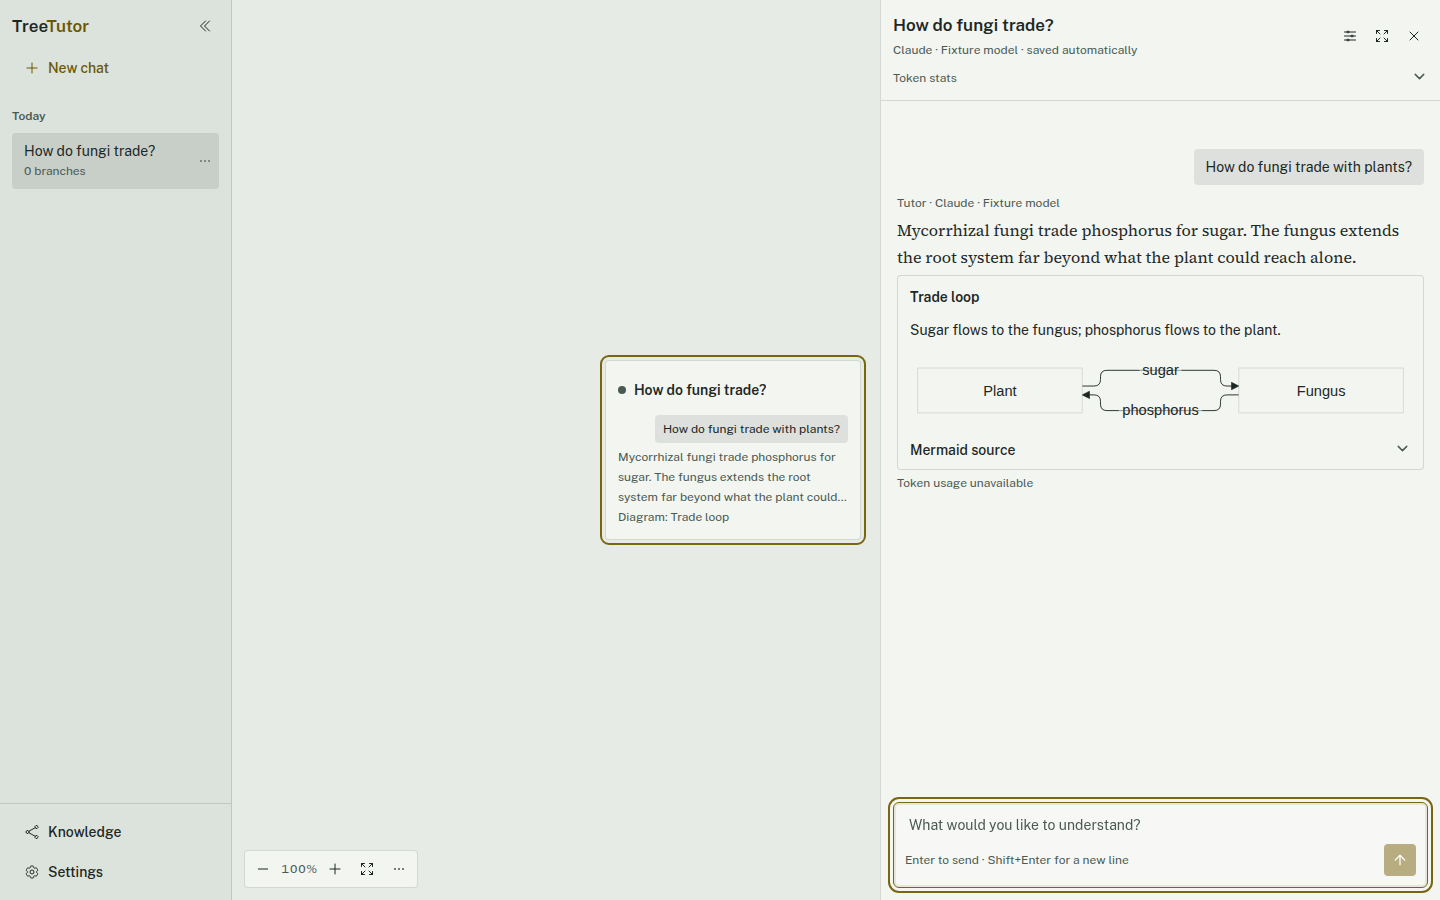 TreeTutor
New chat
Today
How do fungi trade?
0 branches
Knowledge
Settings
How do fungi trade?
How do fungi trade with plants?
Mycorrhizal fungi trade phosphorus for
sugar. The fungus extends the root
system far beyond what the plant could...
Diagram: Trade loop
100%
How do fungi trade?
Claude · Fixture model · saved automatically
Token stats
How do fungi trade with plants?
Tutor · Claude · Fixture model
Mycorrhizal fungi trade phosphorus for sugar. The fungus extends
the root system far beyond what the plant could reach alone.
Trade loop
Sugar flows to the fungus; phosphorus flows to the plant.
sugar
Plant
Fungus
phosphorus
Mermaid source
Token usage unavailable
What would you like to understand?
Enter to send · Shift+Enter for a new line